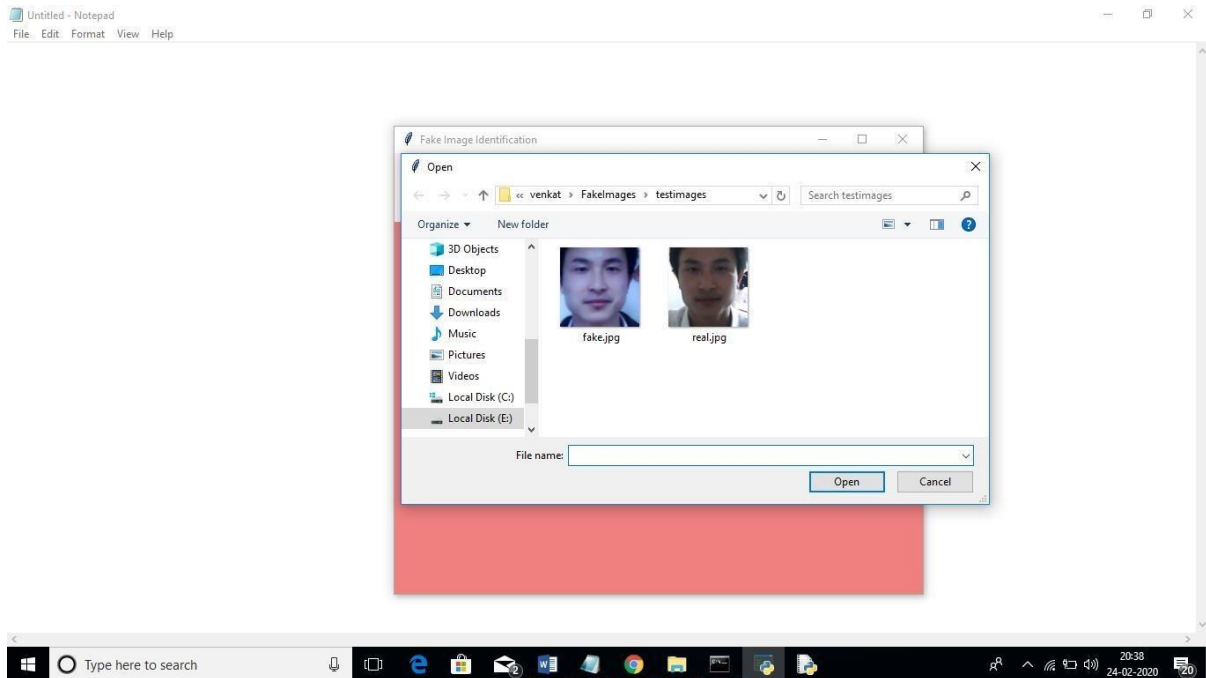 Untitled - Notepad
File Edit Format View Help
Fake Image Identification
Open
« venkat › FakeImages › testimages
Search testimages
Organize New folder
3D Objects
Desktop
Documents
Downloads
Music
Pictures
Videos
Local Disk (C:)
Local Disk (E:)
fake.jpg real.jpg
File name:
Open Cancel
Type here to search
2
20:38
24-02-2020
20